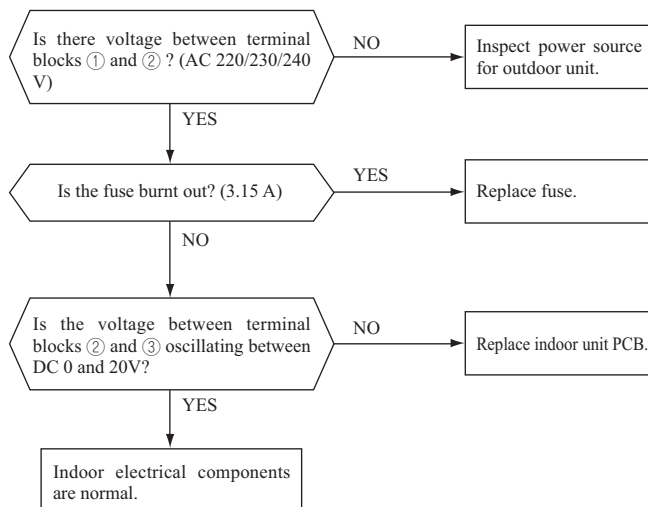 Is there voltage between terminal
blocks ① and ② ? (AC 220/230/240
V)
NO
Inspect power source
for outdoor unit.
YES
Is the fuse burnt out? (3.15 A)
YES
Replace fuse.
NO
Is the voltage between terminal
blocks ② and ③ oscillating between
DC 0 and 20V?
NO
Replace indoor unit PCB.
YES
Indoor electrical components
are normal.